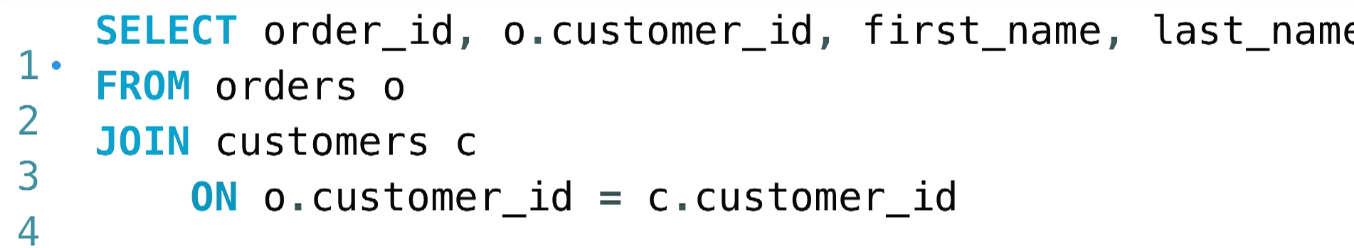 SELECT order_id, o.customer_id, first_name, last_name
1 FROM orders o
2 JOIN customers c
3 ON o.customer_id = c.customer_id
4